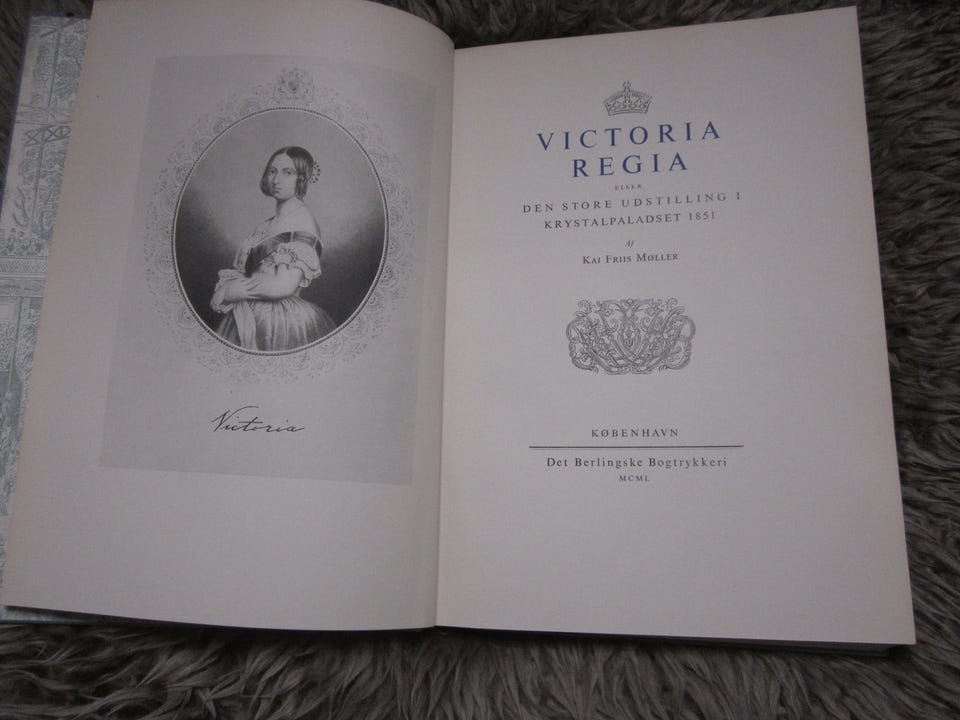 Victoria
VICTORIA
REGIA
ELLER
DEN STORE UDSTILLING I
KRYSTALPALADSET 1851
Af
KAI FRIIS MØLLER
KØBENHAVN
Det Berlingske Bogtrykkeri
MCML